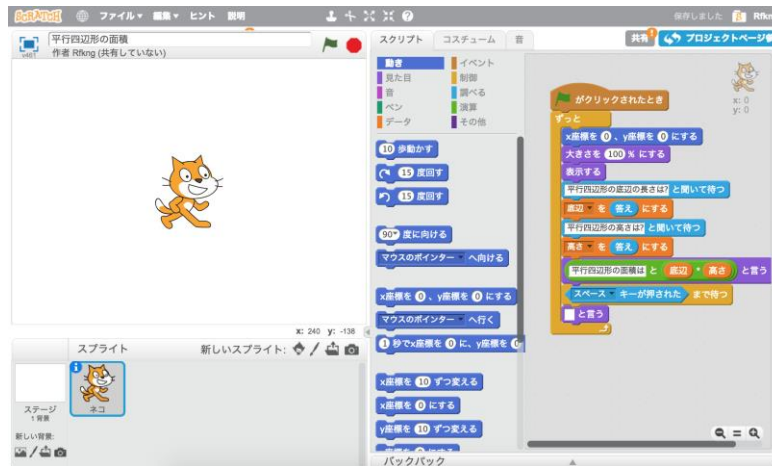 SCRATCH ファイル▼ 編集▼ ヒント 説明 保存しました Rfkn
平行四辺形の面積
作者 Rfkng (共有していない)
v461
スクリプト コスチューム 音
共有 プロジェクトページ
動き イベント
見た目 制御
音 調べる
ペン 演算
データ その他
10 歩動かす
15 度回す
15 度回す
90▼ 度に向ける
マウスのポインター へ向ける
x座標を 0 、y座標を 0 にする
マウスのポインター へ行く
1 秒でx座標を 0 に、y座標を 0
x座標を 10 ずつ変える
x座標を 0 にする
y座標を 10 ずつ変える
x: 0
y: 0
がクリックされたとき
ずっと
x座標を 0 、y座標を 0 にする
大きさを 100 % にする
表示する
平行四辺形の底辺の長さは? と聞いて待つ
底辺 を 答え にする
平行四辺形の高さは? と聞いて待つ
高さ を 答え にする
平行四辺形の面積は と 底辺 * 高さ と言う
スペース キーが押された まで待つ
と言う
x: 240 y: -138
スプライト 新しいスプライト:
ステージ
1 背景
新しい背景:
ネコ
バックパック